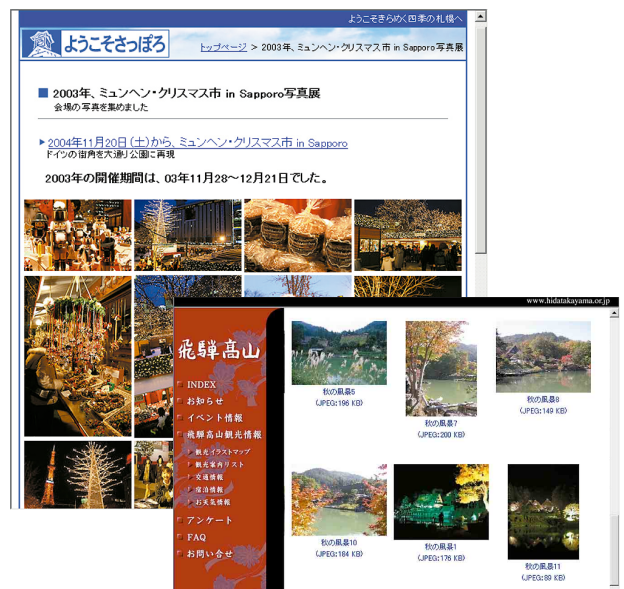 ようこそきらめく四季の札幌へ
ようこそさっぽろ
トップページ > 2003年、ミュンヘン・クリスマス市 in Sapporo写真展
2003年、ミュンヘン・クリスマス市 in Sapporo写真展
会場の写真を集めました
2004年11月20日(土)から、ミュンヘン・クリスマス市 in Sapporo
ドイツの街角を大通り公園に再現
2003年の開催期間は、03年11月28~12月21日でした。
www.hidatakayama.or.jp
飛騨高山
INDEX
お知らせ
イベント情報
飛騨高山観光情報
観光イラストマップ
観光案内リスト
交通情報
宿泊情報
お天気情報
アンケート
FAQ
お問い合せ
秋の風景5
(JPEG:196 KB)
秋の風景7
(JPEG:200 KB)
秋の風景8
(JPEG:149 KB)
秋の風景10
(JPEG:184 KB)
秋の風景1
(JPEG:176 KB)
秋の風景11
(JPEG:89 KB)